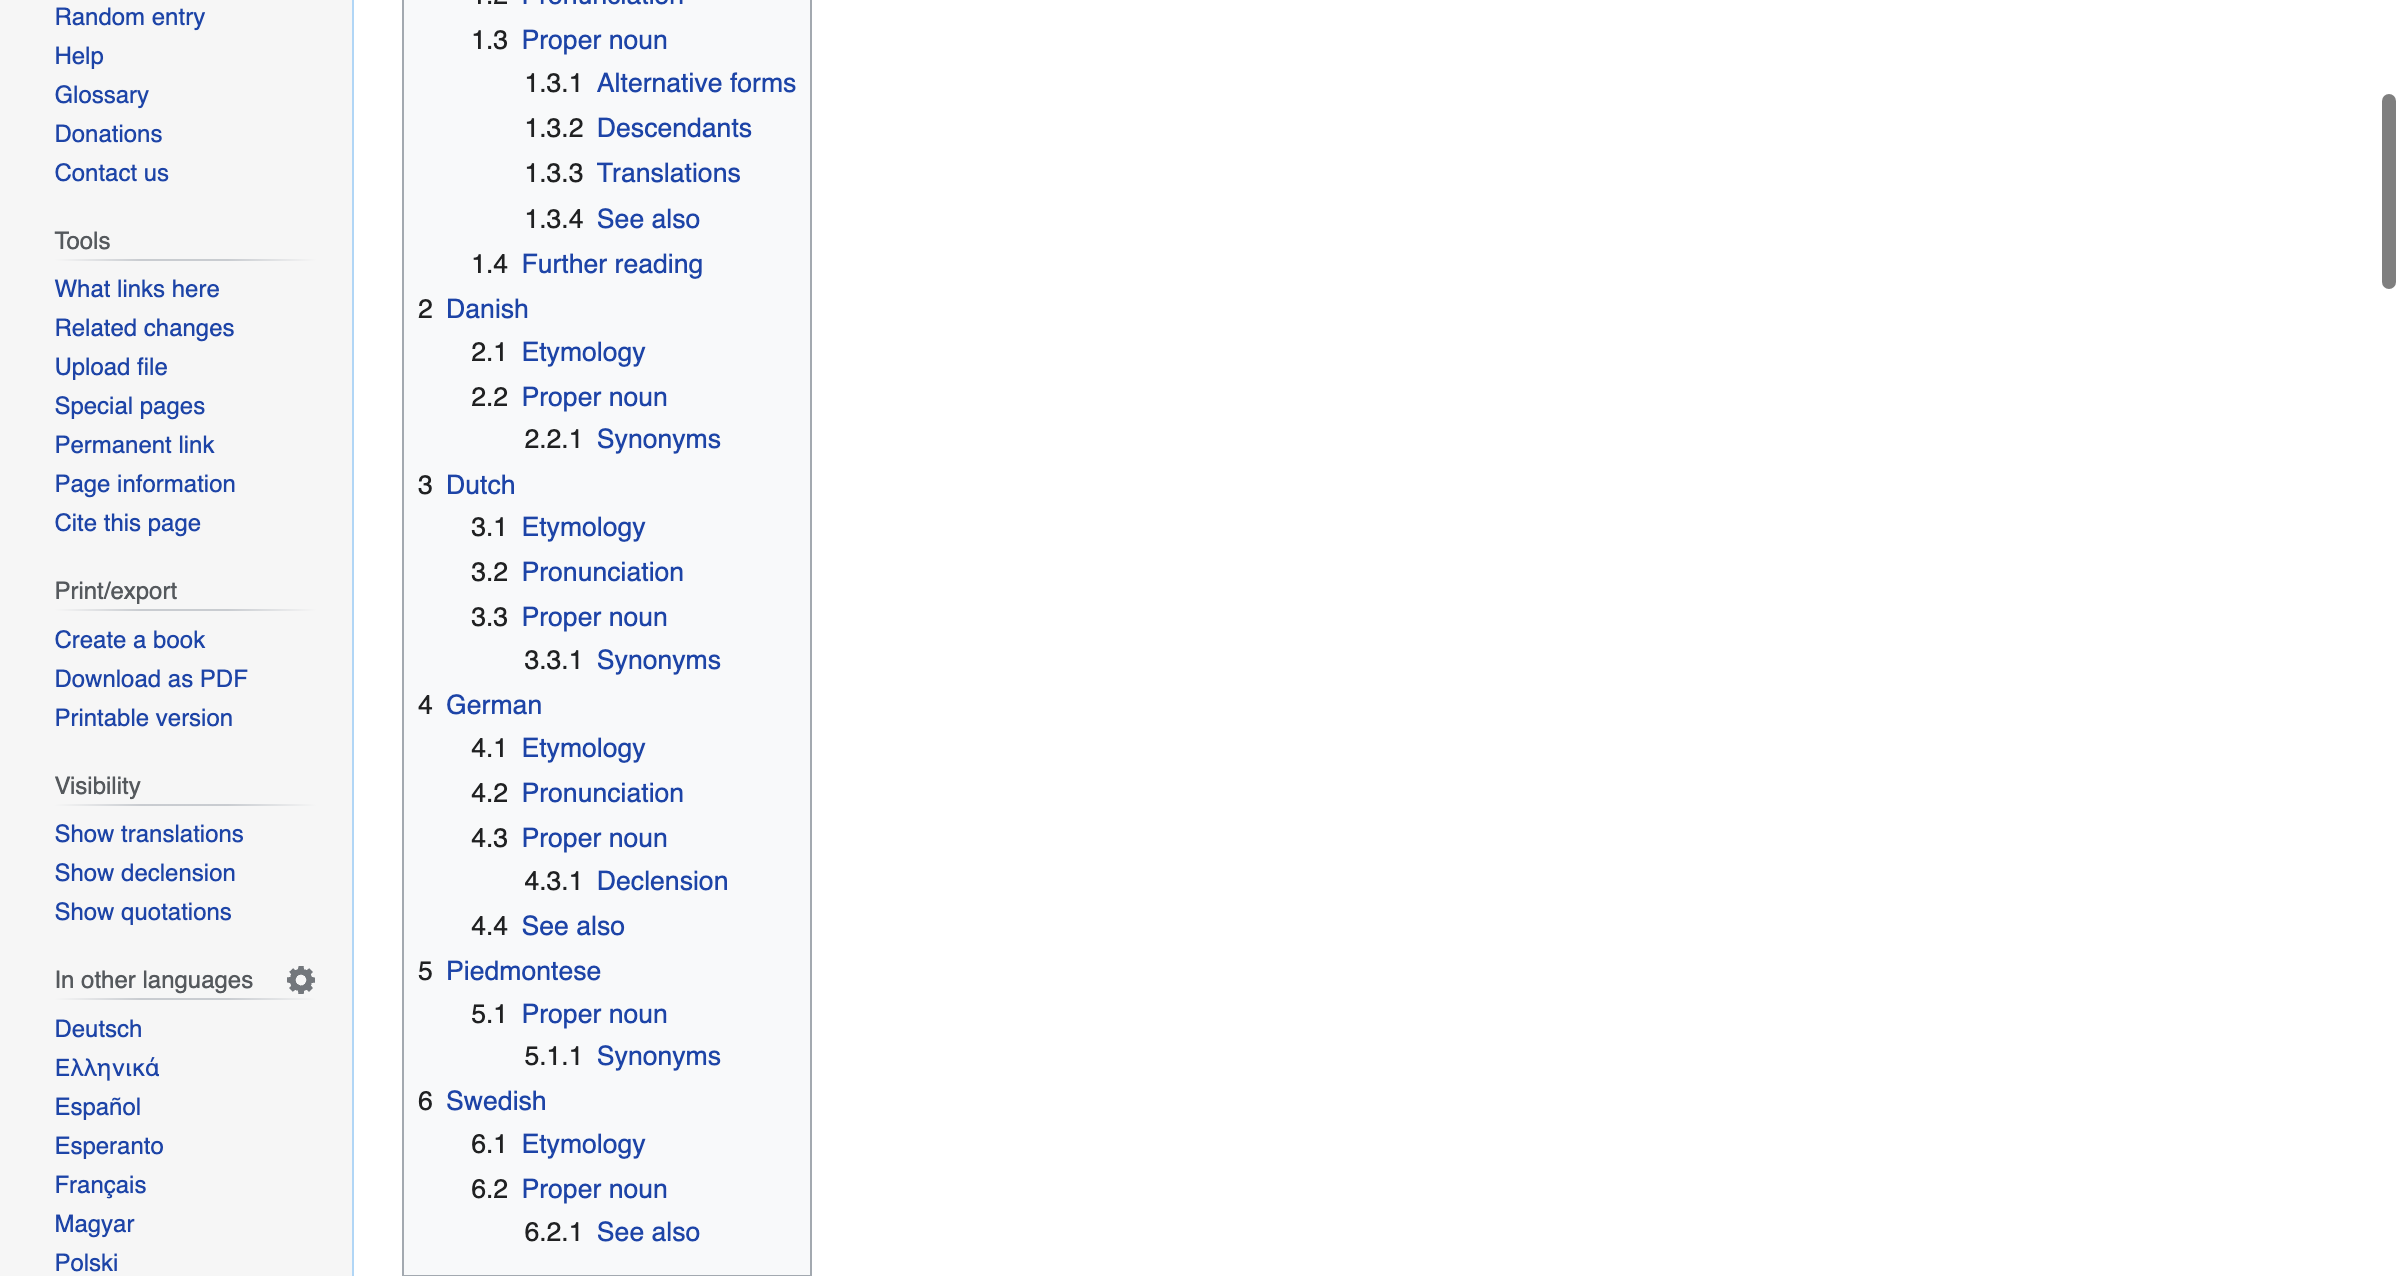 Random entry
Help
Glossary
Donations
Contact us
Tools
What links here
Related changes
Upload file
Special pages
Permanent link
Page information
Cite this page
Print/export
Create a book
Download as PDF
Printable version
Visibility
Show translations
Show declension
Show quotations
In other languages
Deutsch
Ελληνικά
Español
Esperanto
Français
Magyar
Polski
1.2 Pronunciation
1.3 Proper noun
1.3.1 Alternative forms
1.3.2 Descendants
1.3.3 Translations
1.3.4 See also
1.4 Further reading
2 Danish
2.1 Etymology
2.2 Proper noun
2.2.1 Synonyms
3 Dutch
3.1 Etymology
3.2 Pronunciation
3.3 Proper noun
3.3.1 Synonyms
4 German
4.1 Etymology
4.2 Pronunciation
4.3 Proper noun
4.3.1 Declension
4.4 See also
5 Piedmontese
5.1 Proper noun
5.1.1 Synonyms
6 Swedish
6.1 Etymology
6.2 Proper noun
6.2.1 See also